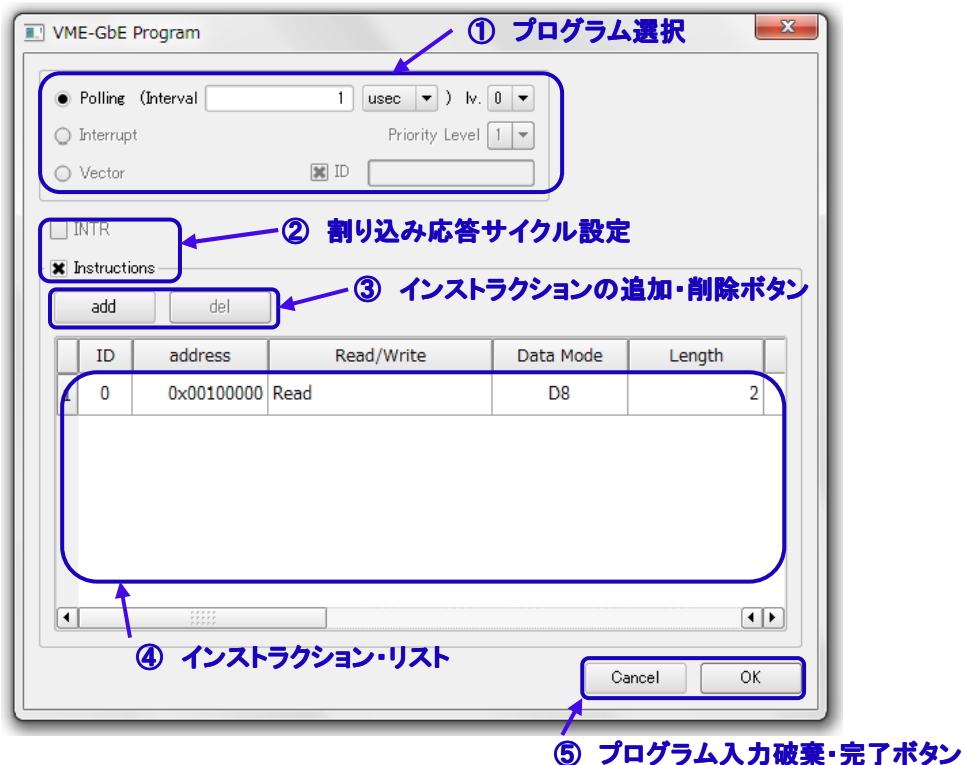 VME-GbE Program
① プログラム選択
Polling (Interval 1 usec ) lv. 0
Interrupt Priority Level 1
Vector ID
INTR
② 割り込み応答サイクル設定
Instructions
add del
③ インストラクションの追加・削除ボタン
ID address Read/Write Data Mode Length
1 0 0x00100000 Read D8 2
④ インストラクション・リスト
Cancel OK
⑤ プログラム入力破棄・完了ボタン